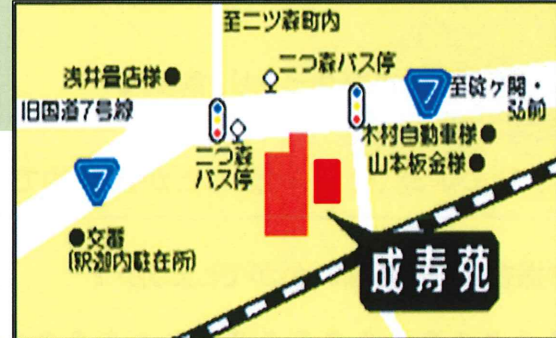 至二ツ森町内
二つ森バス停
浅井畳店様●
旧国道7号線
7
至碇ヶ関・
弘前
木村自動車様●
山本板金様●
二つ森
バス停
7
●交番
(釈迦内駐在所)
成寿苑